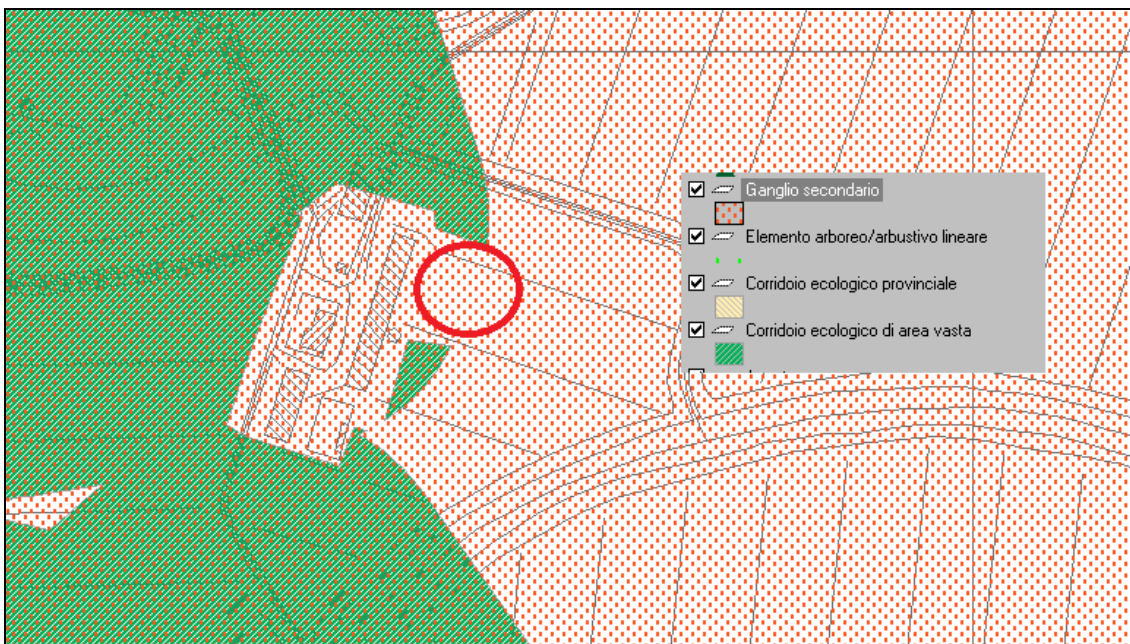 Ganglio secondario
Elemento arboreo/arbustivo lineare
Corridoio ecologico provinciale
Corridoio ecologico di area vasta